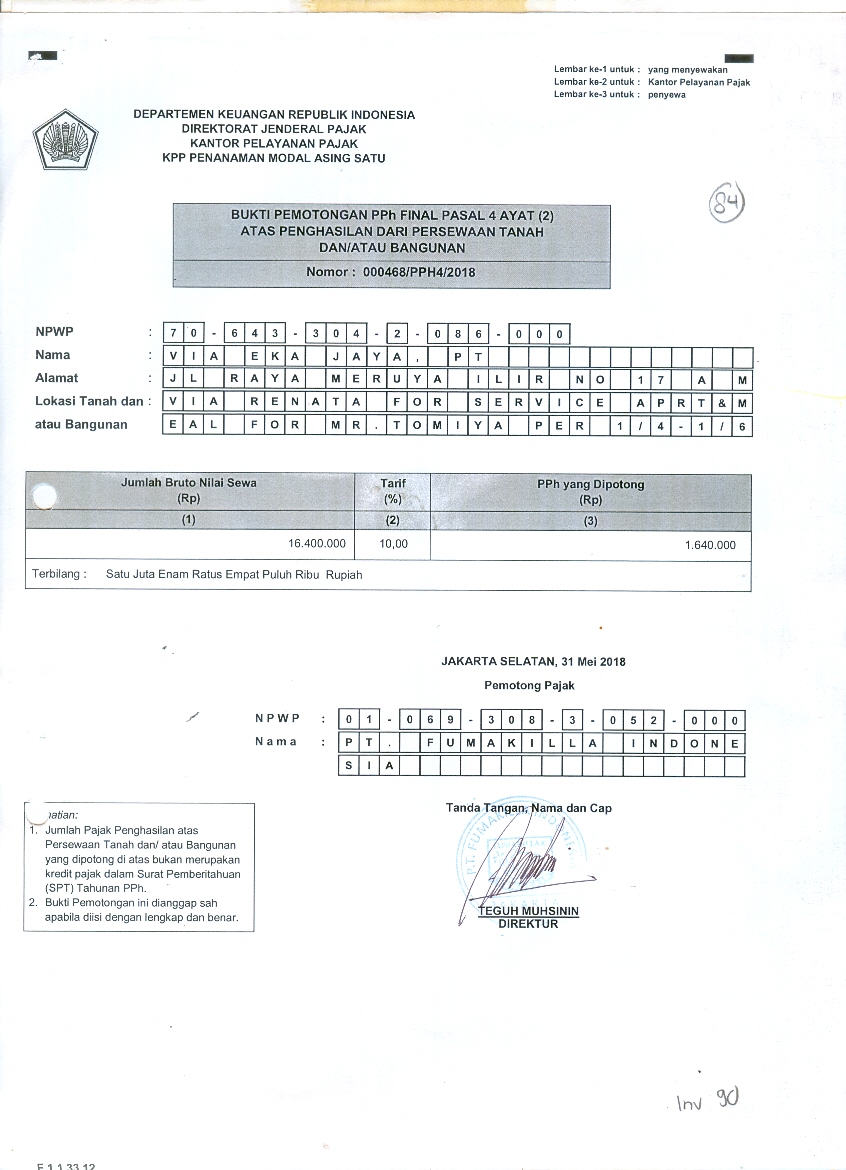 Lembar ke-1 untuk : yang menyewakan
Lembar ke-2 untuk : Kantor Pelayanan Pajak
Lembar ke-3 untuk : penyewa
DEPARTEMEN KEUANGAN REPUBLIK INDONESIA
DIREKTORAT JENDERAL PAJAK
KANTOR PELAYANAN PAJAK
KPP PENANAMAN MODAL ASING SATU
84
BUKTI PEMOTONGAN PPh FINAL PASAL 4 AYAT (2)
ATAS PENGHASILAN DARI PERSEWAAN TANAH
DAN/ATAU BANGUNAN
Nomor : 000468/PPH4/2018
NPWP : 70-643-304-2-086-000
Nama : VIA EKA JAYA, PT
Alamat : JL RAYA MERUYA ILIR NO 17 A M
Lokasi Tanah dan : VIA RENATA FOR SERVICE APRT&M
atau Bangunan EAL FOR MR.TOMIYA PER 1/4-1/6
Jumlah Bruto Nilai Sewa (Rp) Tarif (%) PPh yang Dipotong (Rp)
(1) (2) (3)
16.400.000 10,00 1.640.000
Terbilang : Satu Juta Enam Ratus Empat Puluh Ribu Rupiah
JAKARTA SELATAN, 31 Mei 2018
Pemotong Pajak
NPWP : 01-069-308-3-052-000
Nama : PT. FUMAKILLA INDONE
SIA
Tanda Tangan, Nama dan Cap
TEGUH MUHSININ
DIREKTUR
1. Jumlah Pajak Penghasilan atas
Persewaan Tanah dan/ atau Bangunan
yang dipotong di atas bukan merupakan
kredit pajak dalam Surat Pemberitahuan
(SPT) Tahunan PPh.
2. Bukti Pemotongan ini dianggap sah
apabila diisi dengan lengkap dan benar.
Inv 90
F.1.1.33.12